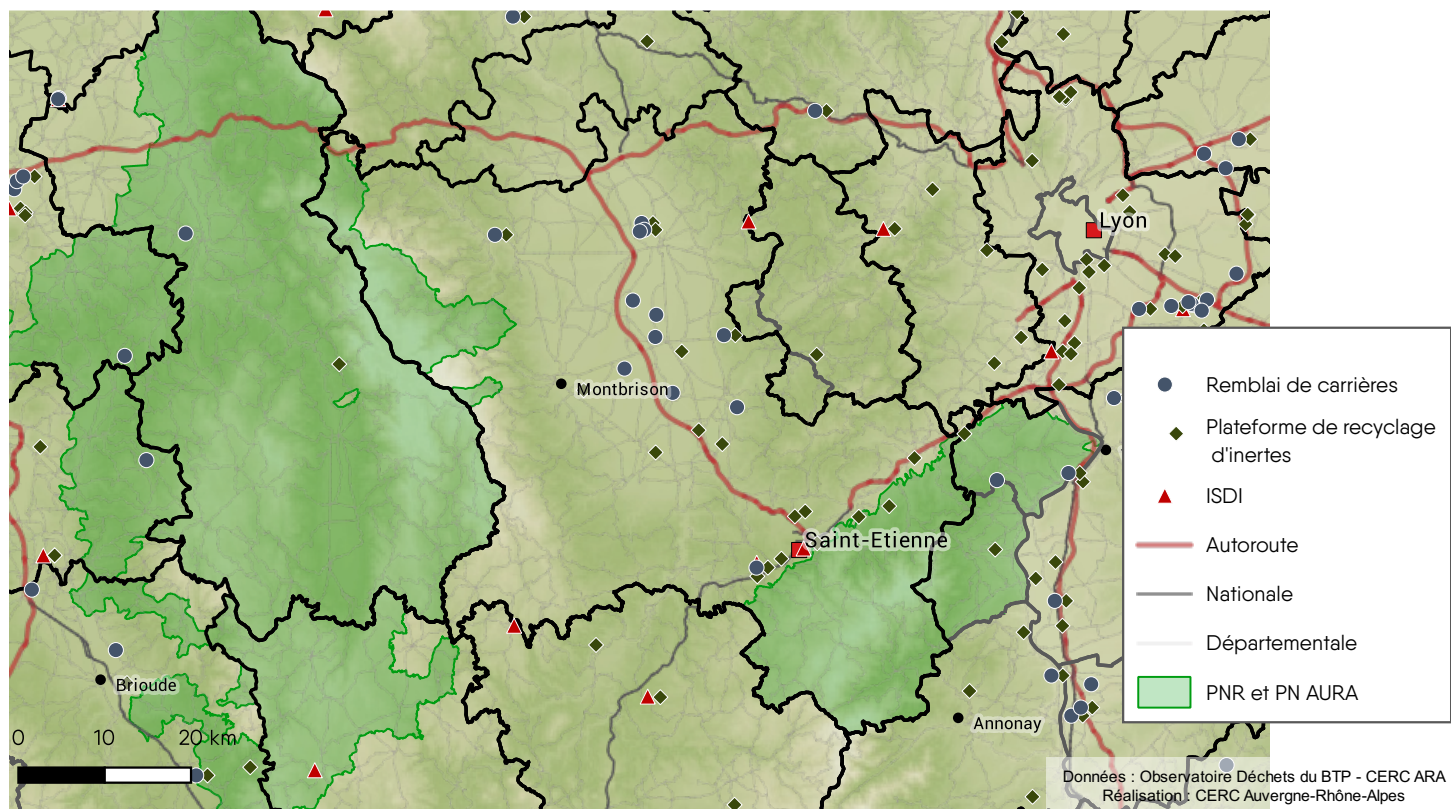 Lyon
Montbrison
Saint-Etienne
Brioude
Annonay
0 10 20 km
Remblai de carrières
Plateforme de recyclage
d'inertes
ISDI
Autoroute
Nationale
Départementale
PNR et PN AURA
Données : Observatoire Déchets du BTP - CERC ARA
Réalisation : CERC Auvergne-Rhône-Alpes